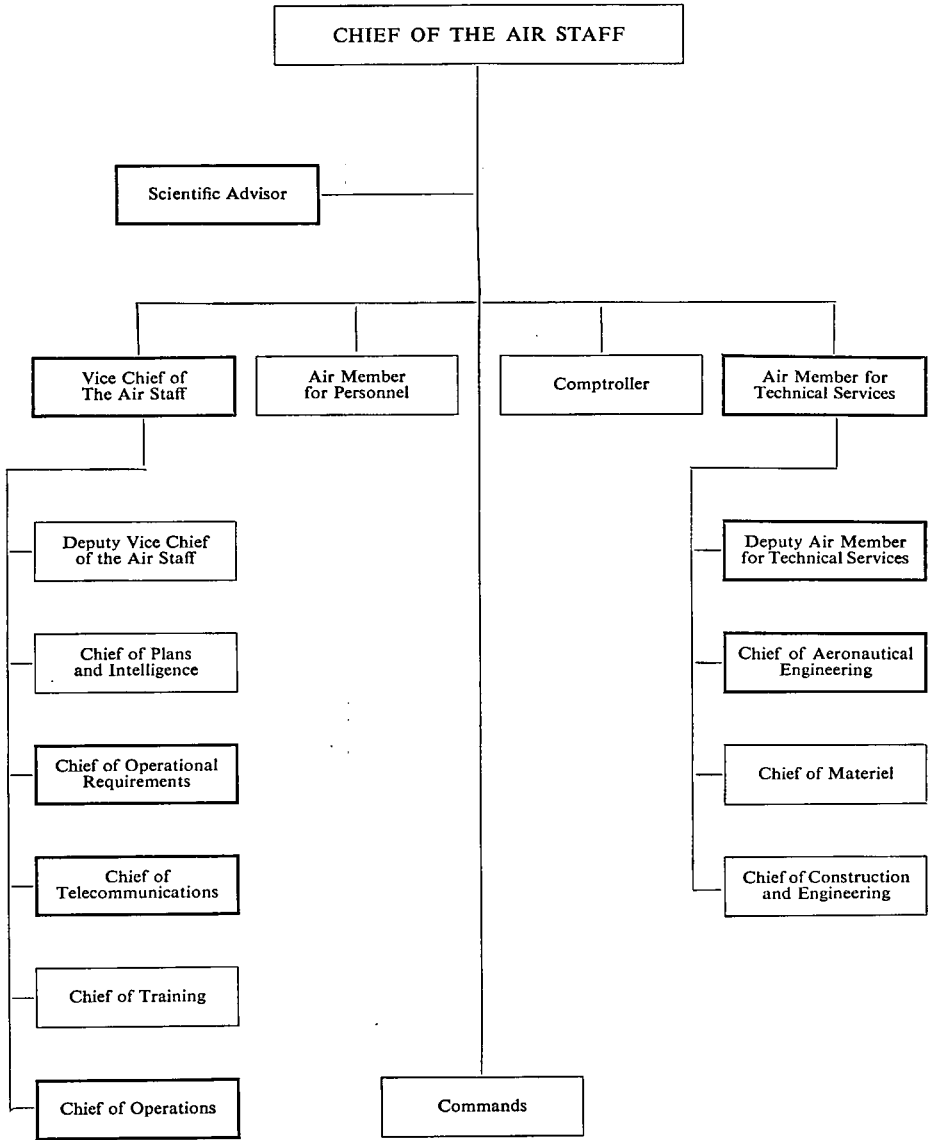 CHIEF OF THE AIR STAFF
Scientific Advisor
Vice Chief of
The Air Staff
Air Member
for Personnel
Comptroller
Air Member for
Technical Services
Deputy Vice Chief
of the Air Staff
Chief of Plans
and Intelligence
Chief of Operational
Requirements
Chief of
Telecommunications
Chief of Training
Chief of Operations
Deputy Air Member
for Technical Services
Chief of Aeronautical
Engineering
Chief of Materiel
Chief of Construction
and Engineering
Commands